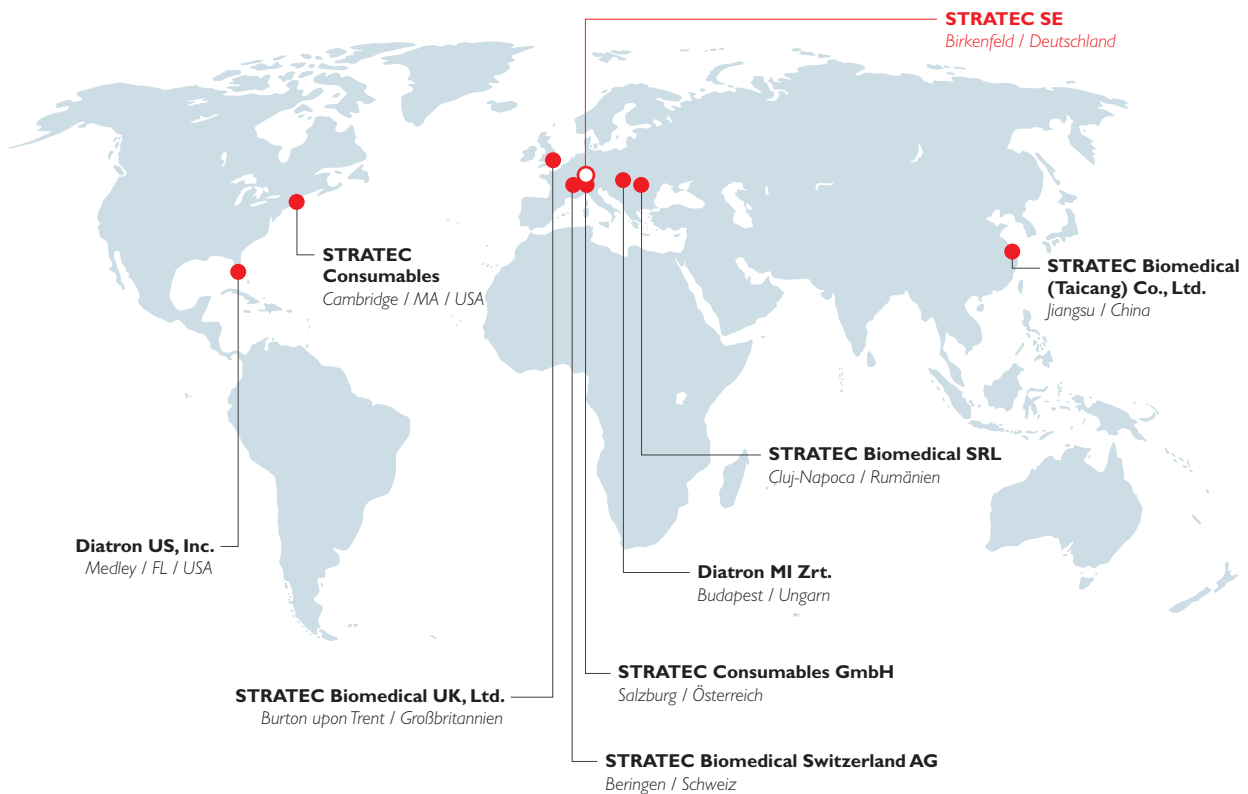 STRATEC SE
Birkenfeld / Deutschland
STRATEC
Consumables
Cambridge / MA / USA
STRATEC Biomedical
(Taicang) Co., Ltd.
Jiangsu / China
STRATEC Biomedical SRL
Cluj-Napoca / Rumänien
Diatron US, Inc.
Medley / FL / USA
Diatron MI Zrt.
Budapest / Ungarn
STRATEC Consumables GmbH
Salzburg / Österreich
STRATEC Biomedical UK, Ltd.
Burton upon Trent / Großbritannien
STRATEC Biomedical Switzerland AG
Beringen / Schweiz